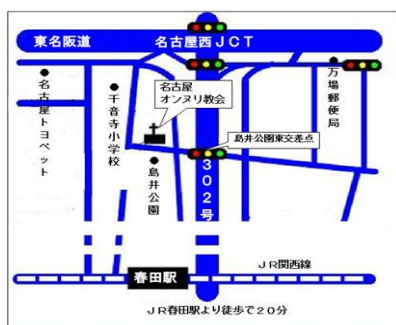 東名阪道 名古屋西JCT
名古屋トヨペット
千音寺小学校
名古屋
オンヌリ教会
万場郵便局
島井公園
島井公園東交差点
302号
JR関西線
春田駅
JR春田駅より徒歩で20分